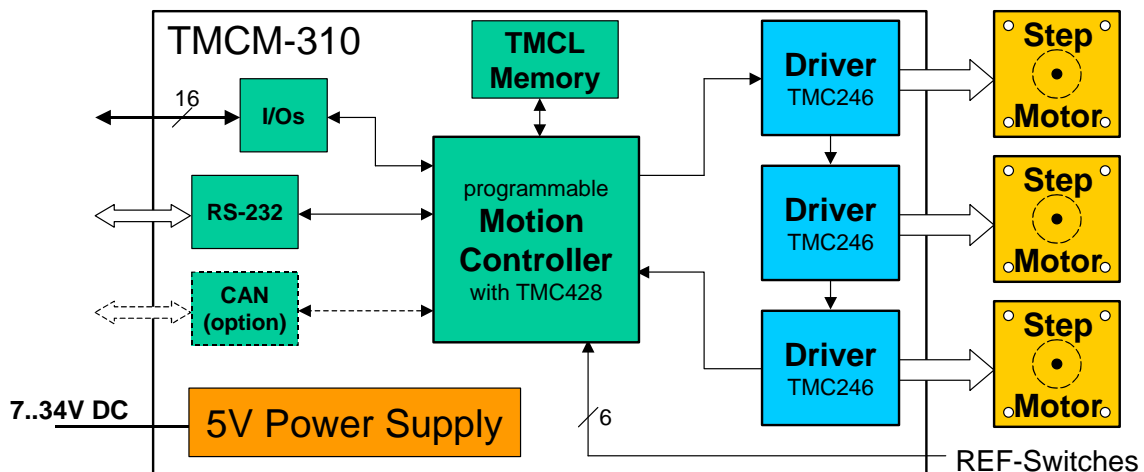 TMCM-310
TMCL
Memory
Driver
TMC246
Step
Motor
16
I/Os
programmable
Motion
Controller
with TMC428
RS-232
Driver
TMC246
Step
Motor
CAN
(option)
Driver
TMC246
Step
Motor
7..34V DC
5V Power Supply
6
REF-Switches